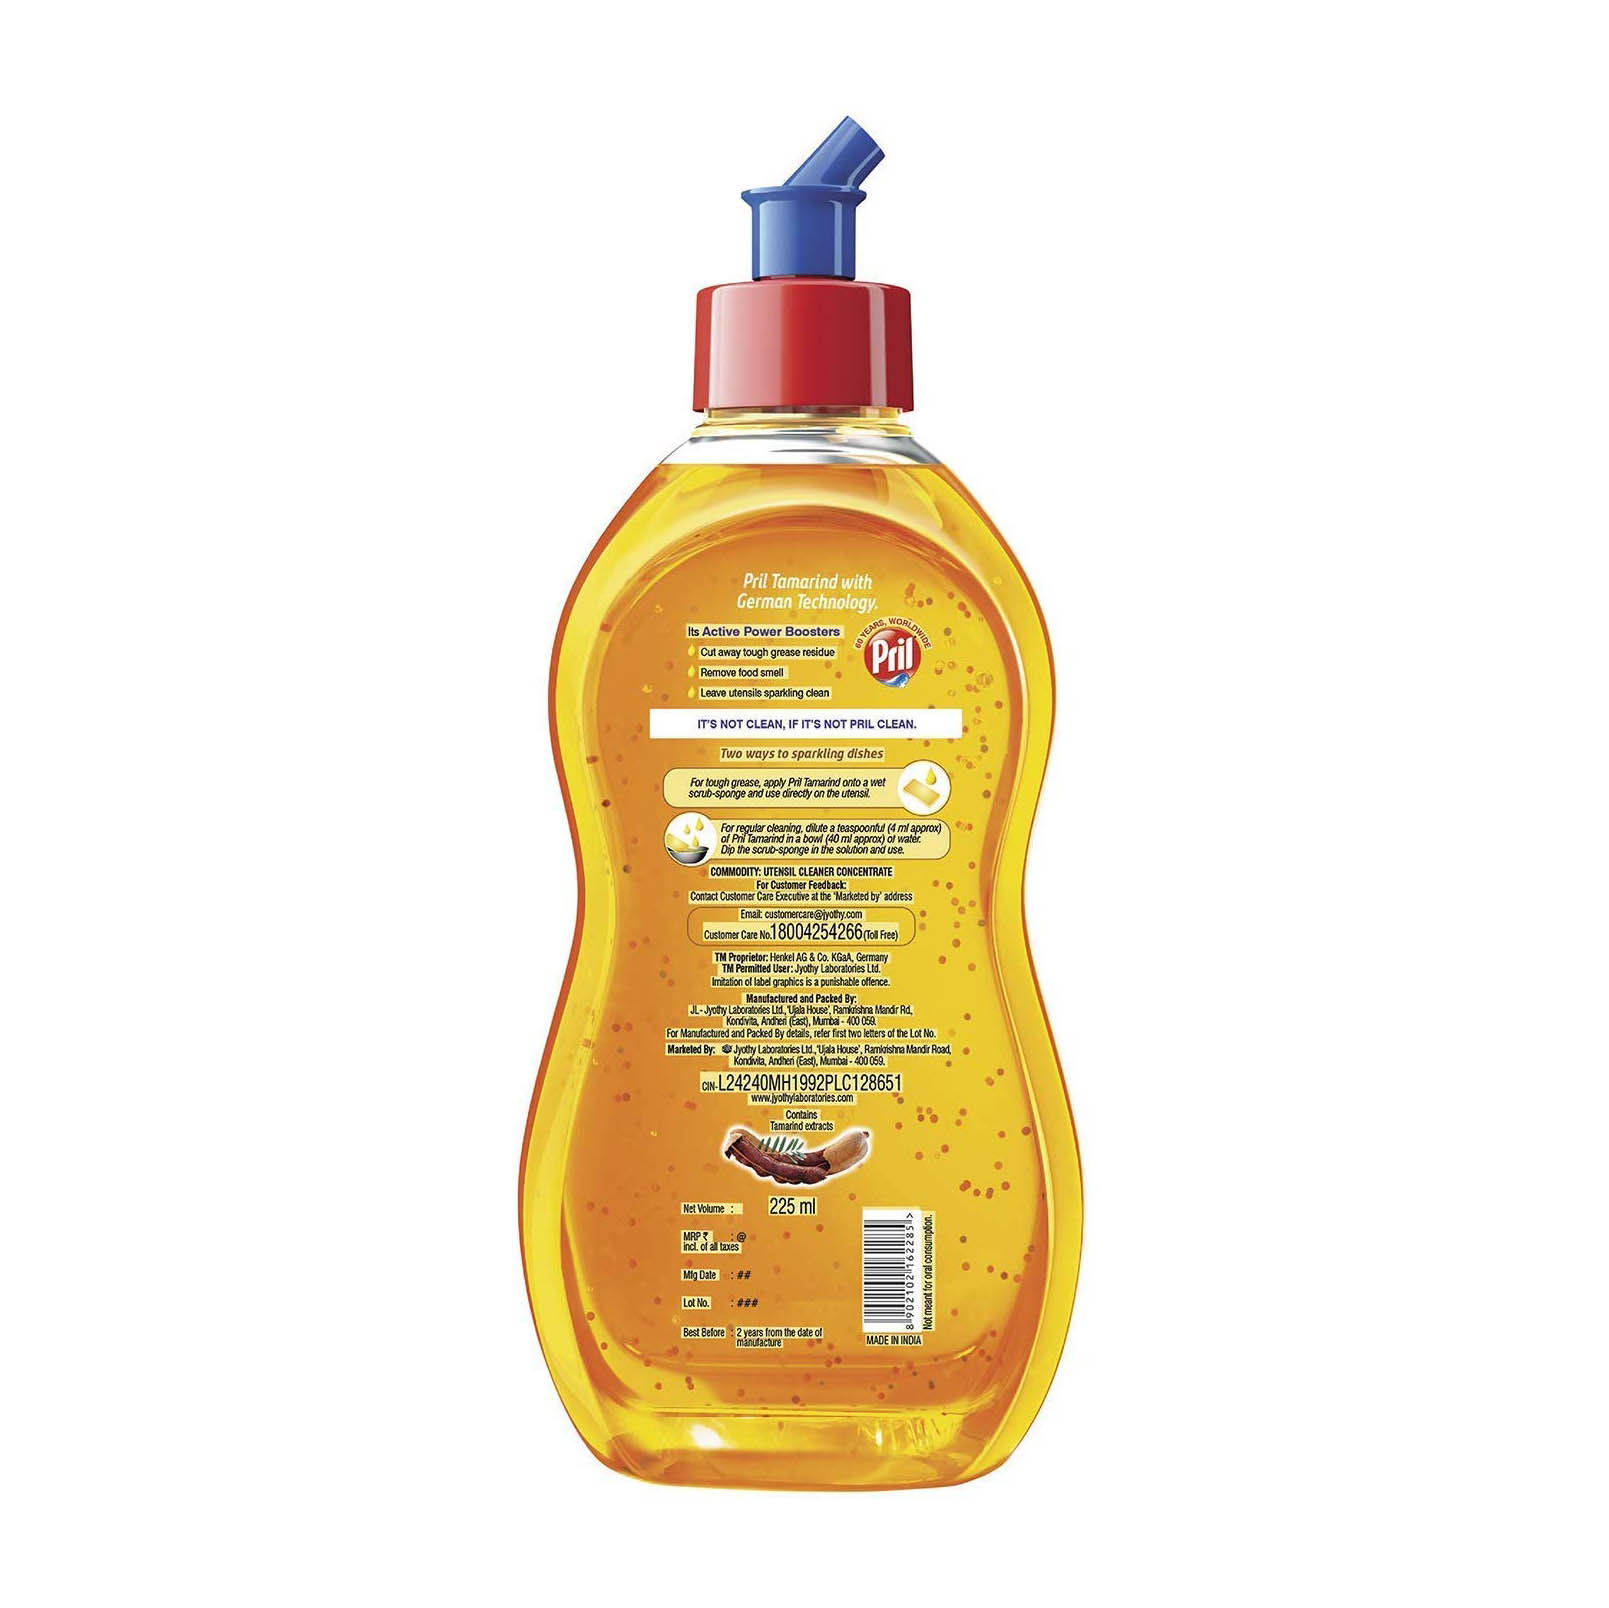 Pril Tamarind with
German Technology.
Its Active Power Boosters
Cut away tough grease residue
Remove food smell
Leave utensils sparkling clean
60 YEARS, WORLDWIDE
Pril
IT'S NOT CLEAN, IF IT'S NOT PRIL CLEAN.
Two ways to sparkling dishes
For tough grease, apply Pril Tamarind onto a wet
scrub-sponge and use directly on the utensil.
For regular cleaning, dilute a teaspoonful (4 ml approx)
of Pril Tamarind in a bowl (40 ml approx) of water.
Dip the scrub-sponge in the solution and use.
COMMODITY: UTENSIL CLEANER CONCENTRATE
For Customer Feedback:
Contact Customer Care Executive at the 'Marketed by' address
Email: customercare@jyothy.com
Customer Care No.18004254266(Toll Free)
TM Proprietor: Henkel AG & Co. KGaA, Germany
TM Permitted User: Jyothy Laboratories Ltd.
Imitation of label graphics is a punishable offence.
Manufactured and Packed By:
JL - Jyothy Laboratories Ltd.,'Ujala House', Ramkrishna Mandir Rd,
Kondivita, Andheri (East), Mumbai - 400 059.
For Manufactured and Packed By details, refer first two letters of the Lot No.
Marketed By: Jyothy Laboratories Ltd.,'Ujala House', Ramkrishna Mandir Road,
Kondivita, Andheri (East), Mumbai - 400 059.
CIN-L24240MH1992PLC128651
www.jyothylaboratories.com
Contains
Tamarind extracts
Net Volume : 225 ml
MRP ₹ : @
incl. of all taxes
Mfg Date : ##
Lot No. : ###
Best Before : 2 years from the date of
manufacture
8 902102 162285 >
Not meant for oral consumption.
MADE IN INDIA